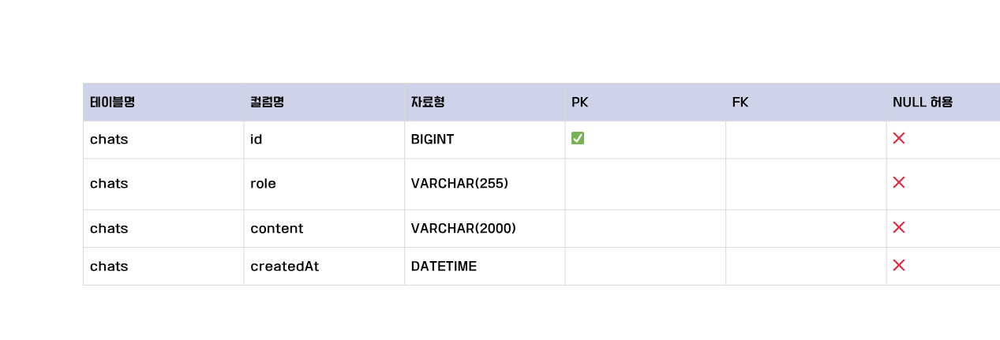 테이블명 컬럼명 자료형 PK FK NULL 허용
chats id BIGINT ✅ ❌
chats role VARCHAR(255) ❌
chats content VARCHAR(2000) ❌
chats createdAt DATETIME ❌